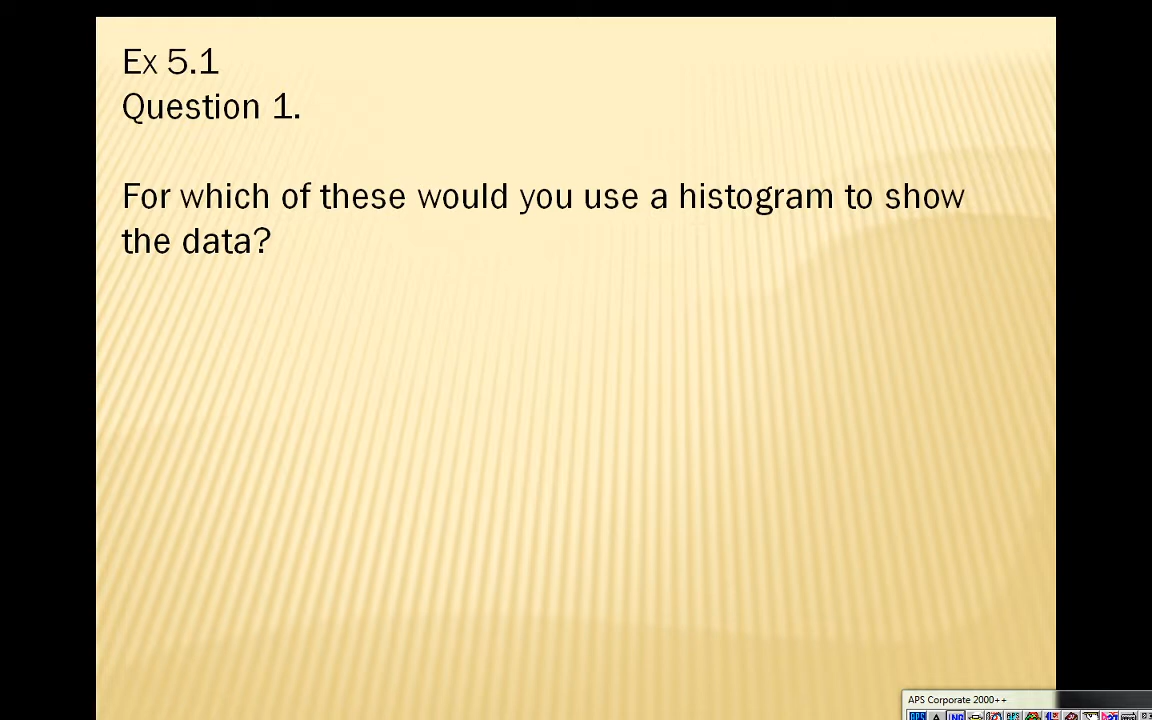 Ex 5.1
Question 1.
For which of these would you use a histogram to show
the data?
APS Corporate 2000++